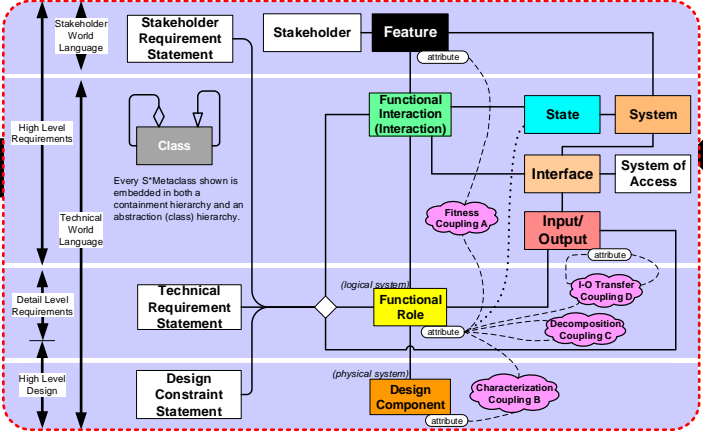 Stakeholder
World
Language
Stakeholder
Requirement
Statement
Stakeholder
Feature
attribute
High Level
Requirements
Class
Every S*Metaclass shown is
embedded in both a
containment hierarchy and an
abstraction (class) hierarchy.
Functional
Interaction
(Interaction)
State
System
Interface
System of
Access
Technical
World
Language
Fitness
Coupling A
Input/
Output
attribute
Detail Level
Requirements
Technical
Requirement
Statement
(logical system)
Functional
Role
attribute
I-O Transfer
Coupling D
Decomposition
Coupling C
High Level
Design
Design
Constraint
Statement
(physical system)
Design
Component
attribute
Characterization
Coupling B